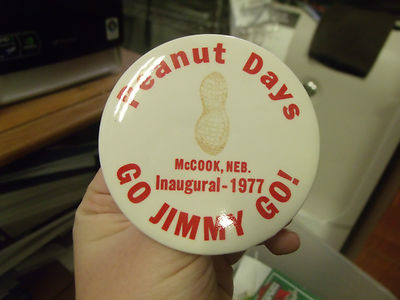 Peanut Days
McCOOK, NEB.
Inaugural-1977
GO JIMMY GO!